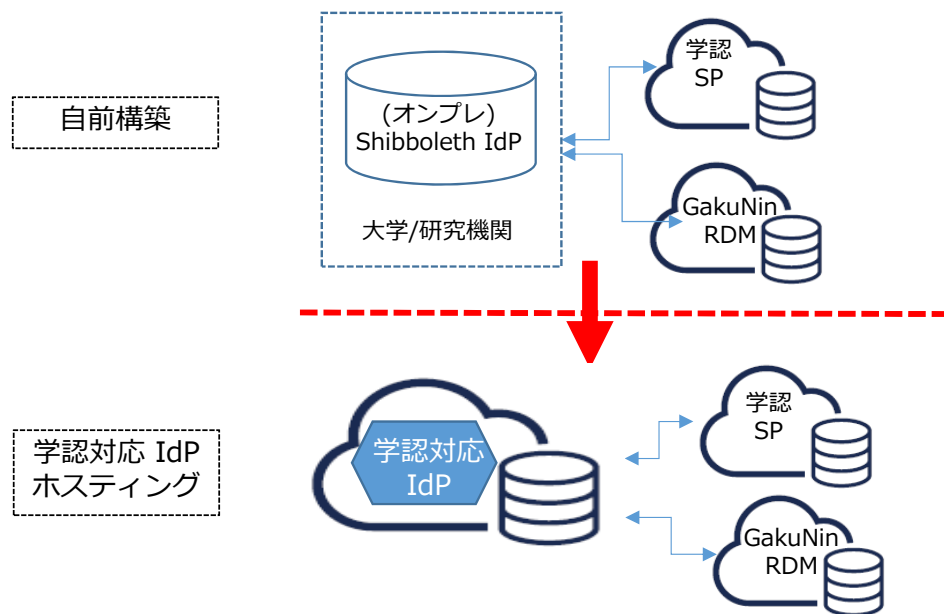 自前構築
(オンプレ)
Shibboleth IdP
大学/研究機関
学認
SP
GakuNin
RDM
学認対応 IdP
ホスティング
学認対応
IdP
学認
SP
GakuNin
RDM